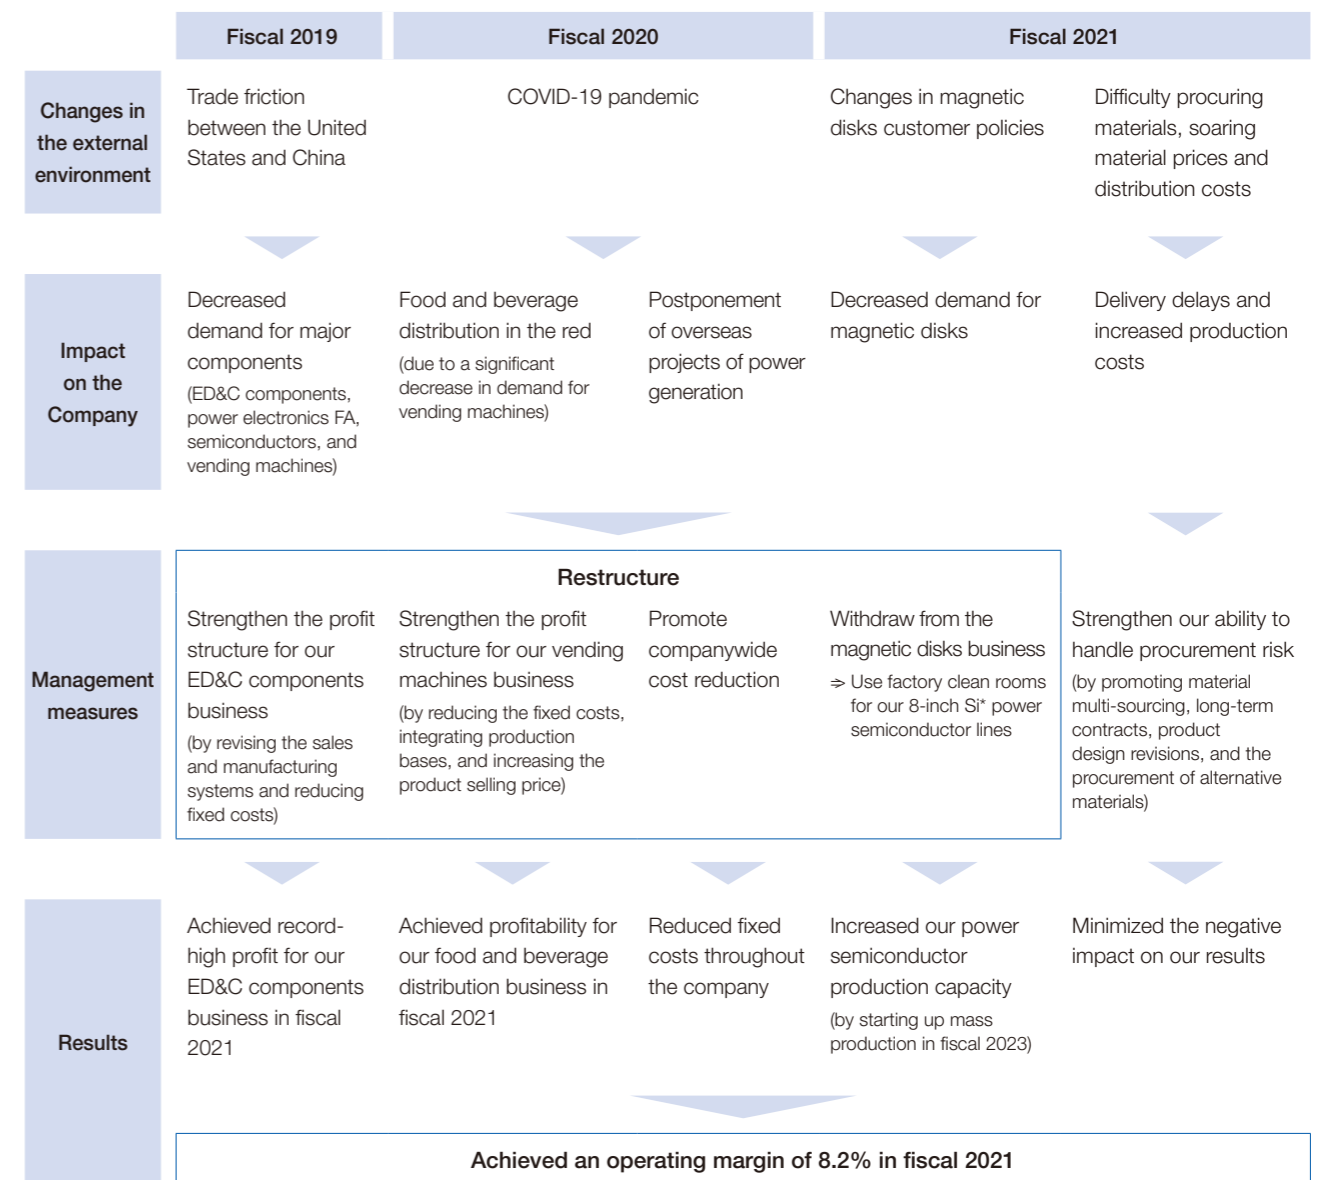 Fiscal 2019
Fiscal 2020
Fiscal 2021
Changes in
the external
environment
Trade friction
between the United
States and China
COVID-19 pandemic
Changes in magnetic
disks customer policies
Difficulty procuring
materials, soaring
material prices and
distribution costs
Impact
on the
Company
Decreased
demand for major
components
(ED&C components,
power electronics FA,
semiconductors, and
vending machines)
Food and beverage
distribution in the red
(due to a significant
decrease in demand for
vending machines)
Postponement
of overseas
projects of power
generation
Decreased demand for
magnetic disks
Delivery delays and
increased production
costs
Management
measures
Restructure
Strengthen the profit
structure for our
ED&C components
business
(by revising the sales
and manufacturing
systems and reducing
fixed costs)
Strengthen the profit
structure for our vending
machines business
(by reducing the fixed costs,
integrating production
bases, and increasing the
product selling price)
Promote
companywide
cost reduction
Withdraw from the
magnetic disks business
⇒ Use factory clean rooms
for our 8-inch Si* power
semiconductor lines
Strengthen our ability to
handle procurement risk
(by promoting material
multi-sourcing, long-term
contracts, product
design revisions, and the
procurement of alternative
materials)
Results
Achieved record-
high profit for our
ED&C components
business in fiscal
2021
Achieved profitability for
our food and beverage
distribution business in
fiscal 2021
Reduced fixed
costs throughout
the company
Increased our power
semiconductor
production capacity
(by starting up mass
production in fiscal 2023)
Minimized the negative
impact on our results
Achieved an operating margin of 8.2% in fiscal 2021